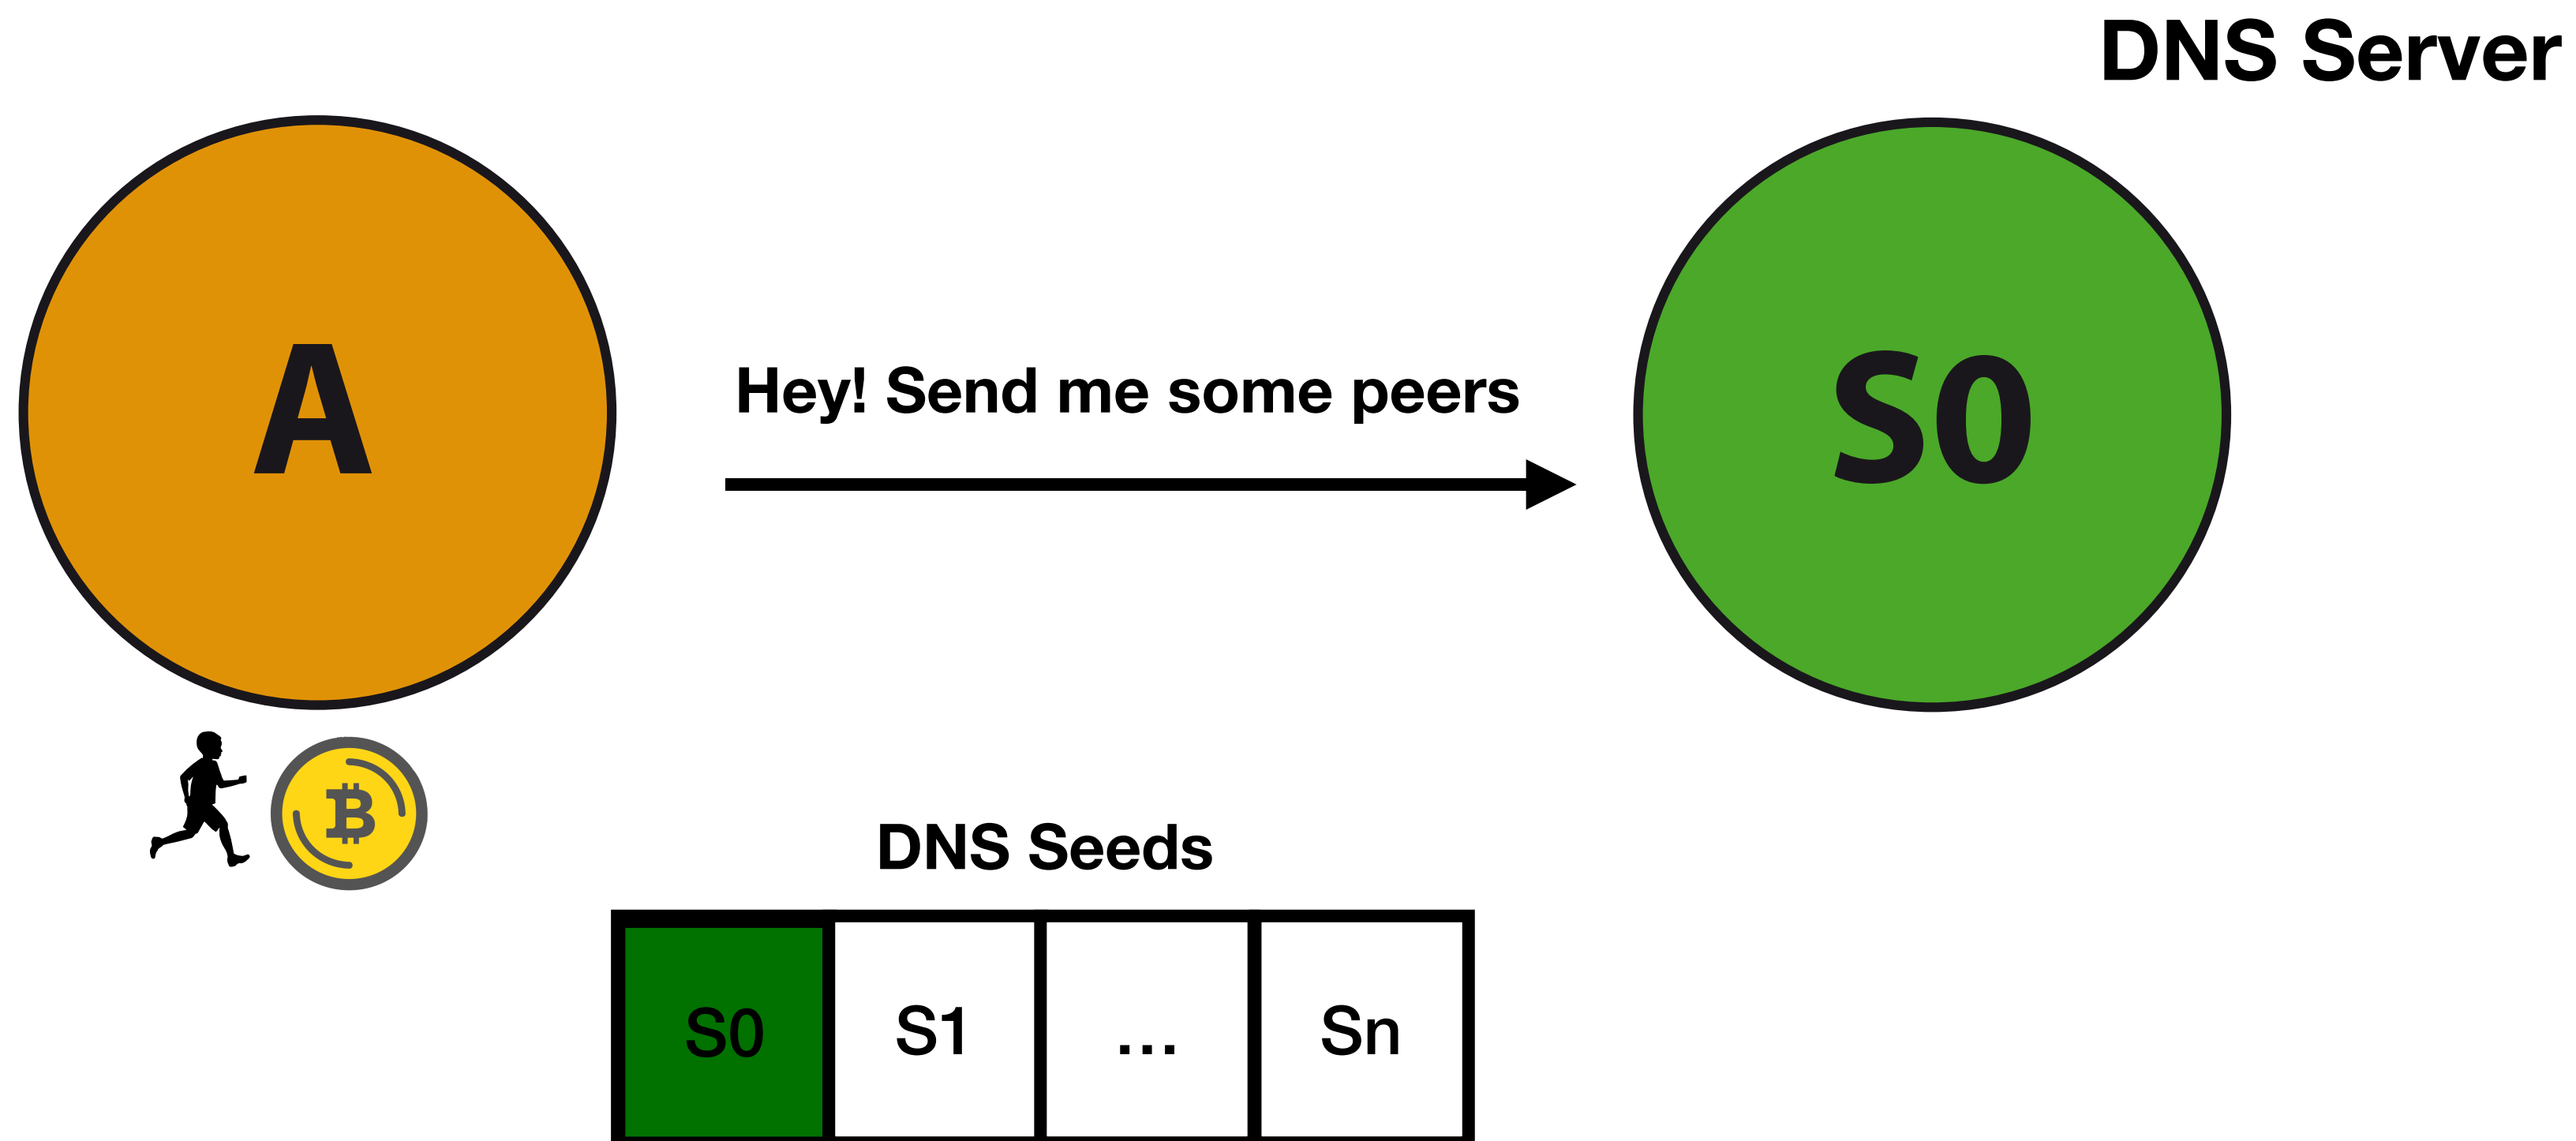 DNS Server
A
Hey! Send me some peers
S0
DNS Seeds
S0 S1 ... Sn